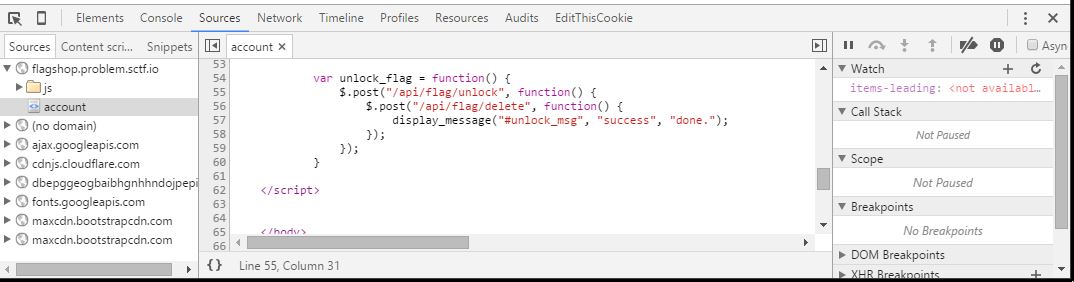 Elements Console Sources Network Timeline Profiles Resources Audits EditThisCookie
Sources Content scri... Snippets
flagshop.problem.sctf.io
js
account
(no domain)
ajax.googleapis.com
cdnjs.cloudflare.com
dbepggeogbaibhgnhhndojpepi
fonts.googleapis.com
maxcdn.bootstrapcdn.com
maxcdn.bootstrapcdn.com
account ×
53
54 var unlock_flag = function() {
55 $.post("/api/flag/unlock", function() {
56 $.post("/api/flag/delete", function() {
57 display_message("#unlock_msg", "success", "done.");
58 });
59 });
60 }
61
62 </script>
63
64
65 </body>
66
{} Line 55, Column 31
Asyn
Watch
items-leading: <not availabl...
Call Stack
Not Paused
Scope
Not Paused
Breakpoints
No Breakpoints
DOM Breakpoints
XHR Breakpoints